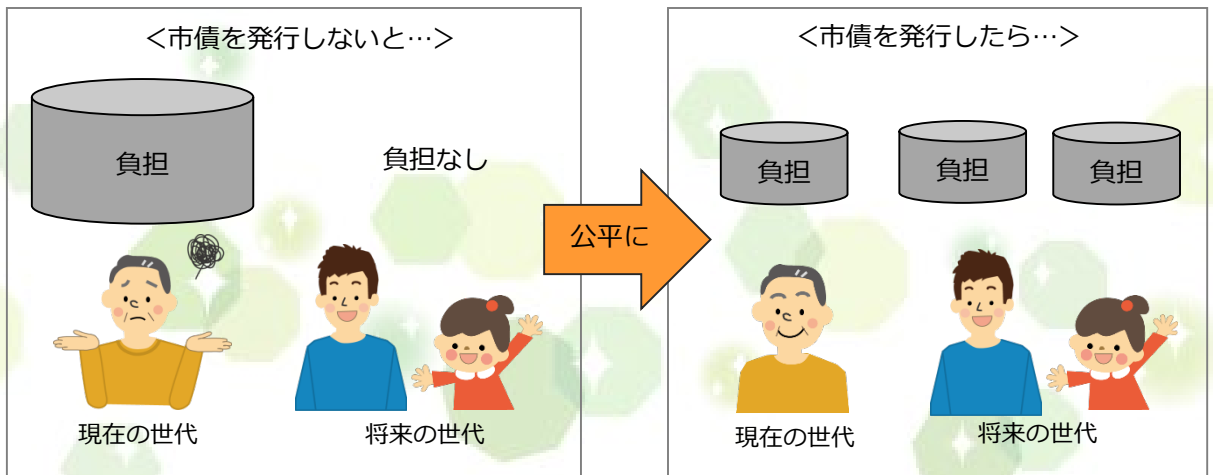 ＜市債を発行しないと…＞
負担
負担なし
現在の世代
将来の世代
公平に
＜市債を発行したら…＞
負担
負担
負担
現在の世代
将来の世代